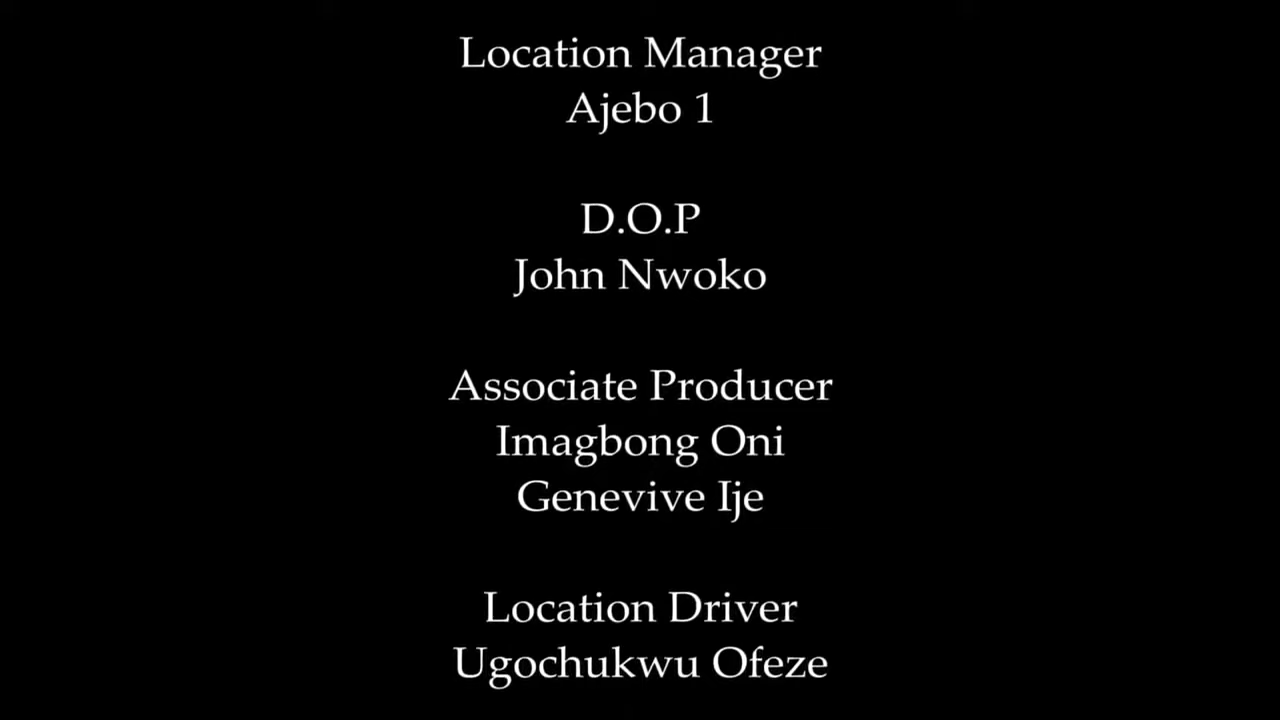 Location Manager
Ajebo 1
D.O.P
John Nwoko
Associate Producer
Imagbong Oni
Genevive Ije
Location Driver
Ugochukwu Ofeze